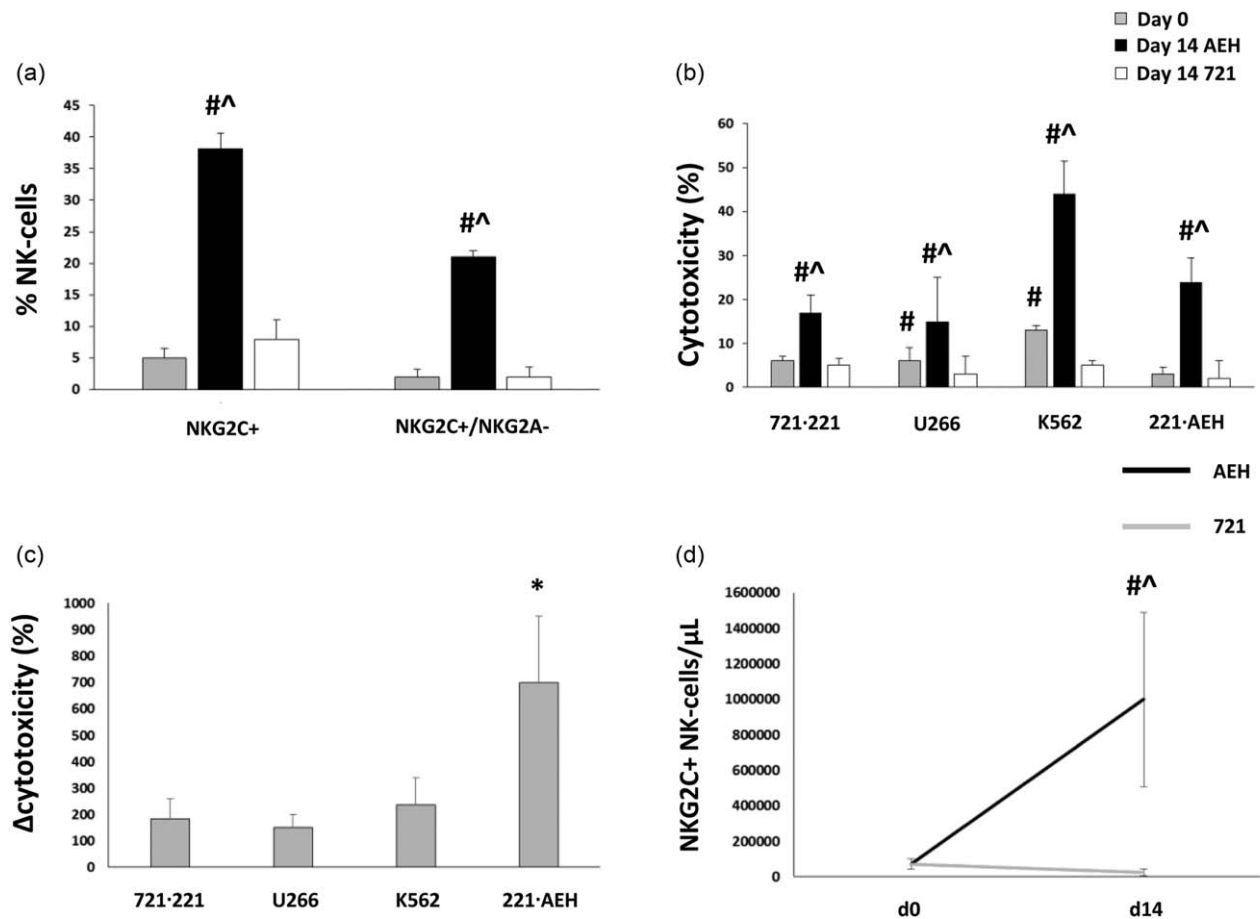 Day 0
Day 14 AEH
Day 14 721
(a)
% NK-cells
45
40
35
30
25
20
15
10
5
0
#^
#^
NKG2C+
NKG2C+/NKG2A-
(b)
Cytotoxicity (%)
60
50
40
30
20
10
0
#^
#
#^
#
#^
#^
721·221
U266
K562
221·AEH
AEH
721
(c)
Δcytotoxicity (%)
1000
900
800
700
600
500
400
300
200
100
0
*
721·221
U266
K562
221·AEH
(d)
NKG2C+ NK-cells/μL
1600000
1400000
1200000
1000000
800000
600000
400000
200000
0
#^
d0
d14